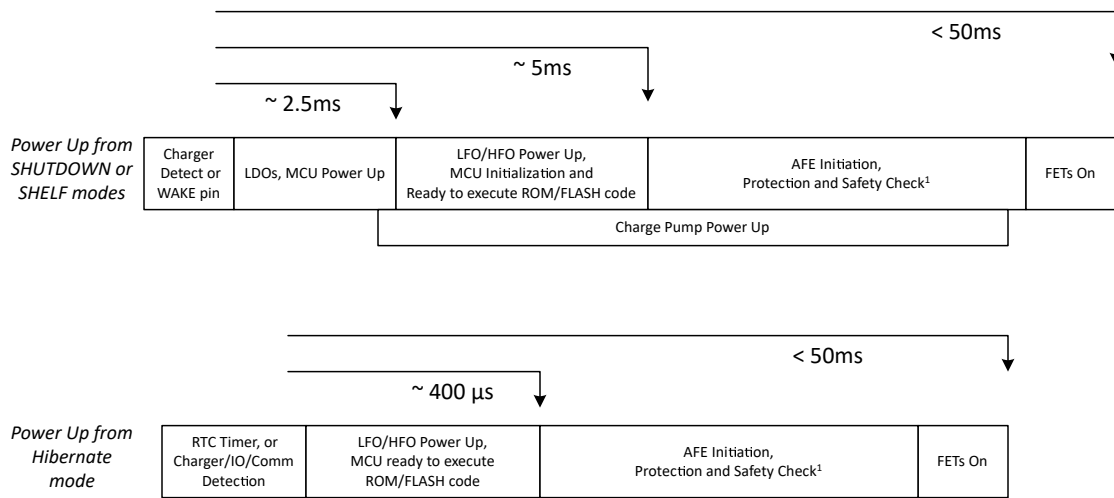 < 50ms
~ 5ms
~ 2.5ms
Power Up from
SHUTDOWN or
SHELF modes
Charger
Detect or
WAKE pin
LDOs, MCU Power Up
LFO/HFO Power Up,
MCU Initialization and
Ready to execute ROM/FLASH code
AFE Initiation,
Protection and Safety Check¹
FETs On
Charge Pump Power Up
< 50ms
~ 400 µs
Power Up from
Hibernate
mode
RTC Timer, or
Charger/IO/Comm
Detection
LFO/HFO Power Up,
MCU ready to execute
ROM/FLASH code
AFE Initiation,
Protection and Safety Check¹
FETs On